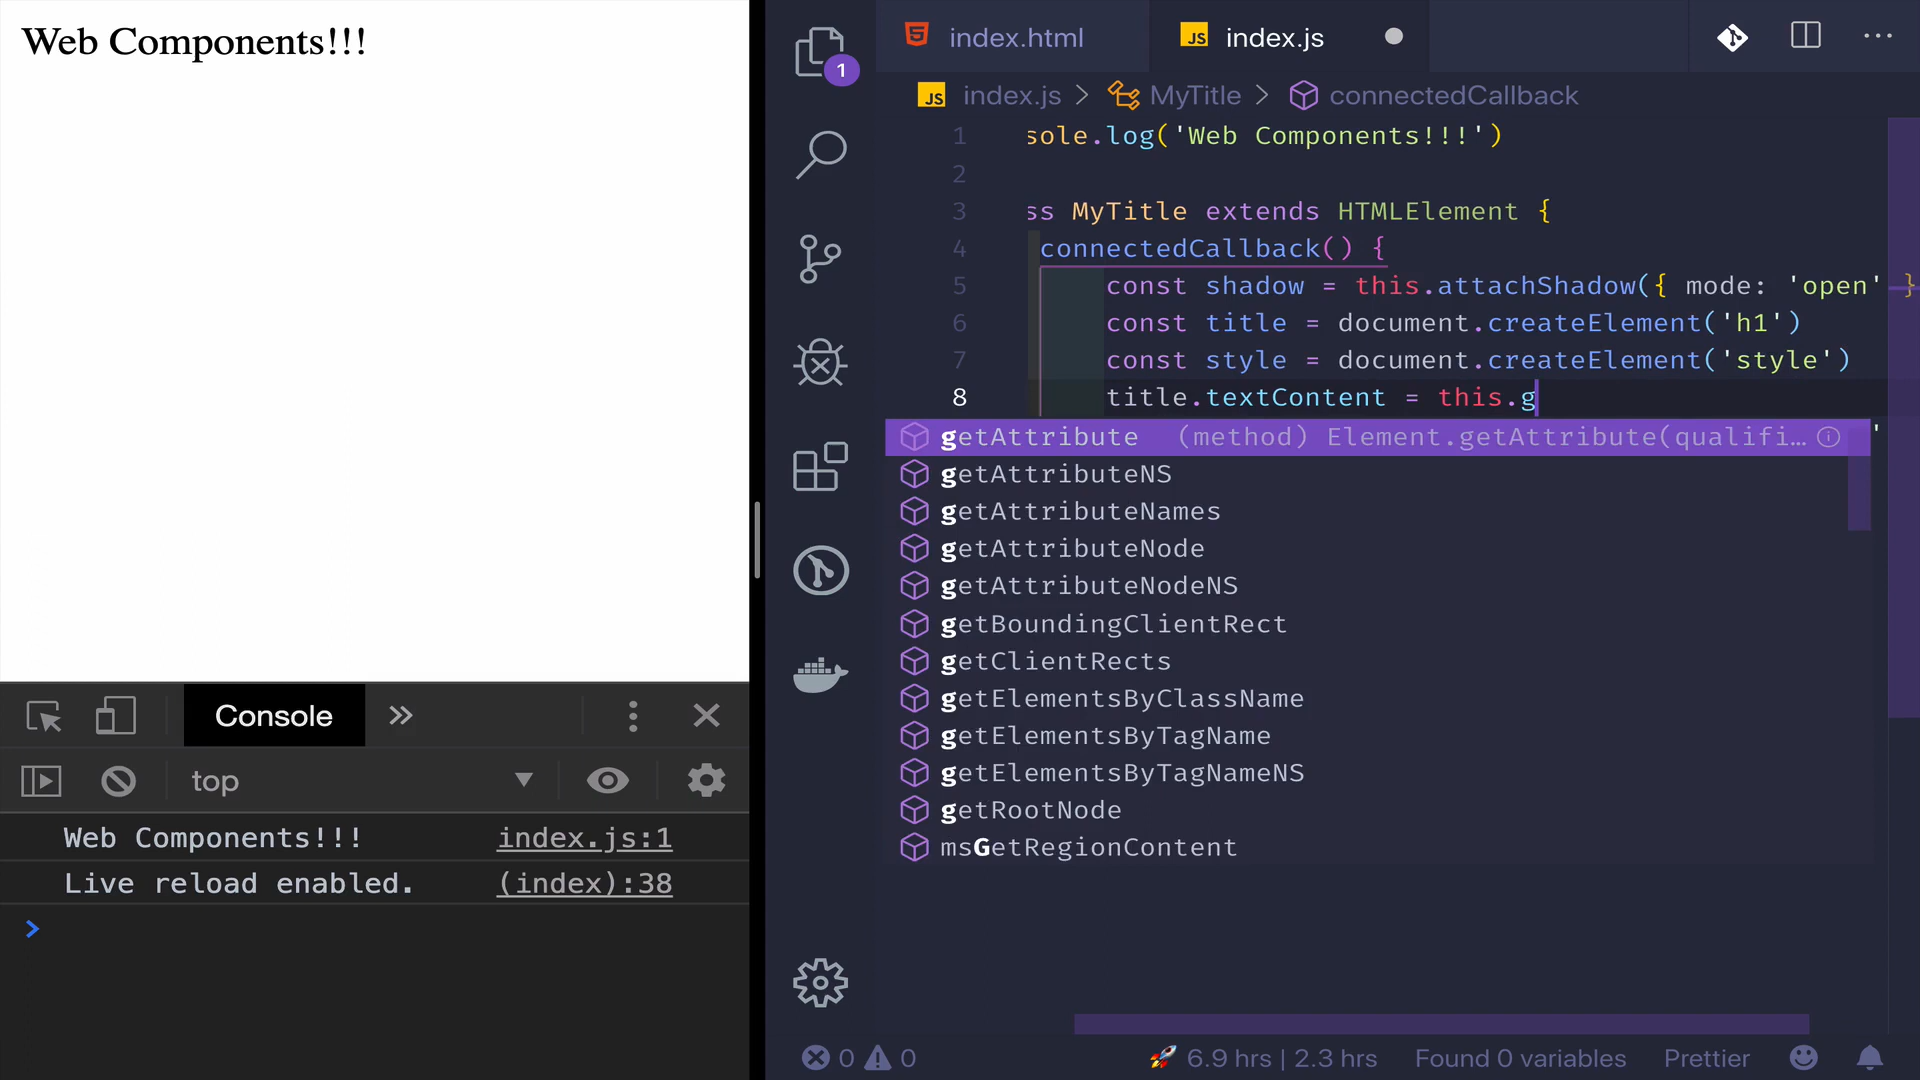 Web Components!!!
Console
top
Web Components!!! index.js:1
Live reload enabled. (index):38
1
index.html
JS index.js
JS index.js > MyTitle > connectedCallback
1 sole.log('Web Components!!!')
2
3 ss MyTitle extends HTMLElement {
4 connectedCallback() {
5 const shadow = this.attachShadow({ mode: 'open' }
6 const title = document.createElement('h1')
7 const style = document.createElement('style')
8 title.textContent = this.g
getAttribute (method) Element.getAttribute(qualifi… '
getAttributeNS
getAttributeNames
getAttributeNode
getAttributeNodeNS
getBoundingClientRect
getClientRects
getElementsByClassName
getElementsByTagName
getElementsByTagNameNS
getRootNode
msGetRegionContent
0 0 6.9 hrs | 2.3 hrs Found 0 variables Prettier